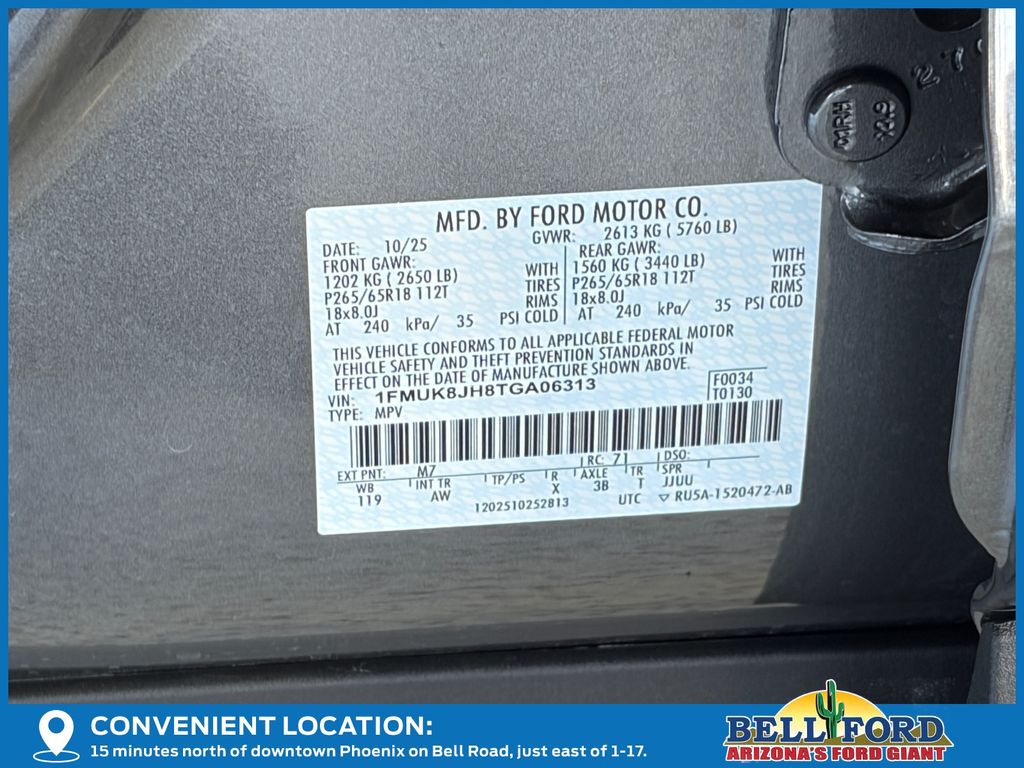 27
01RH
X3.9
MFD. BY FORD MOTOR CO.
DATE: 10/25 GVWR: 2613 KG ( 5760 LB)
FRONT GAWR: REAR GAWR:
1202 KG ( 2650 LB) WITH 1560 KG ( 3440 LB) WITH
P265/65R18 112T TIRES P265/65R18 112T TIRES
18x8.0J RIMS 18x8.0J RIMS
AT 240 kPa/ 35 PSI COLD AT 240 kPa/ 35 PSI COLD
THIS VEHICLE CONFORMS TO ALL APPLICABLE FEDERAL MOTOR
VEHICLE SAFETY AND THEFT PREVENTION STANDARDS IN
EFFECT ON THE DATE OF MANUFACTURE SHOWN ABOVE.
VIN: 1FMUK8JH8TGA06313 F0034
TYPE: MPV T0130
EXT PNT: M7 RC: 71 DSO:
WB INT TR TP/PS R AXLE TR SPR
119 AW X 3B T JJUU
1202510252813 UTC ▽ RU5A-1520472-AB
CONVENIENT LOCATION:
15 minutes north of downtown Phoenix on Bell Road, just east of 1-17.
BELL FORD
ARIZONA'S FORD GIANT